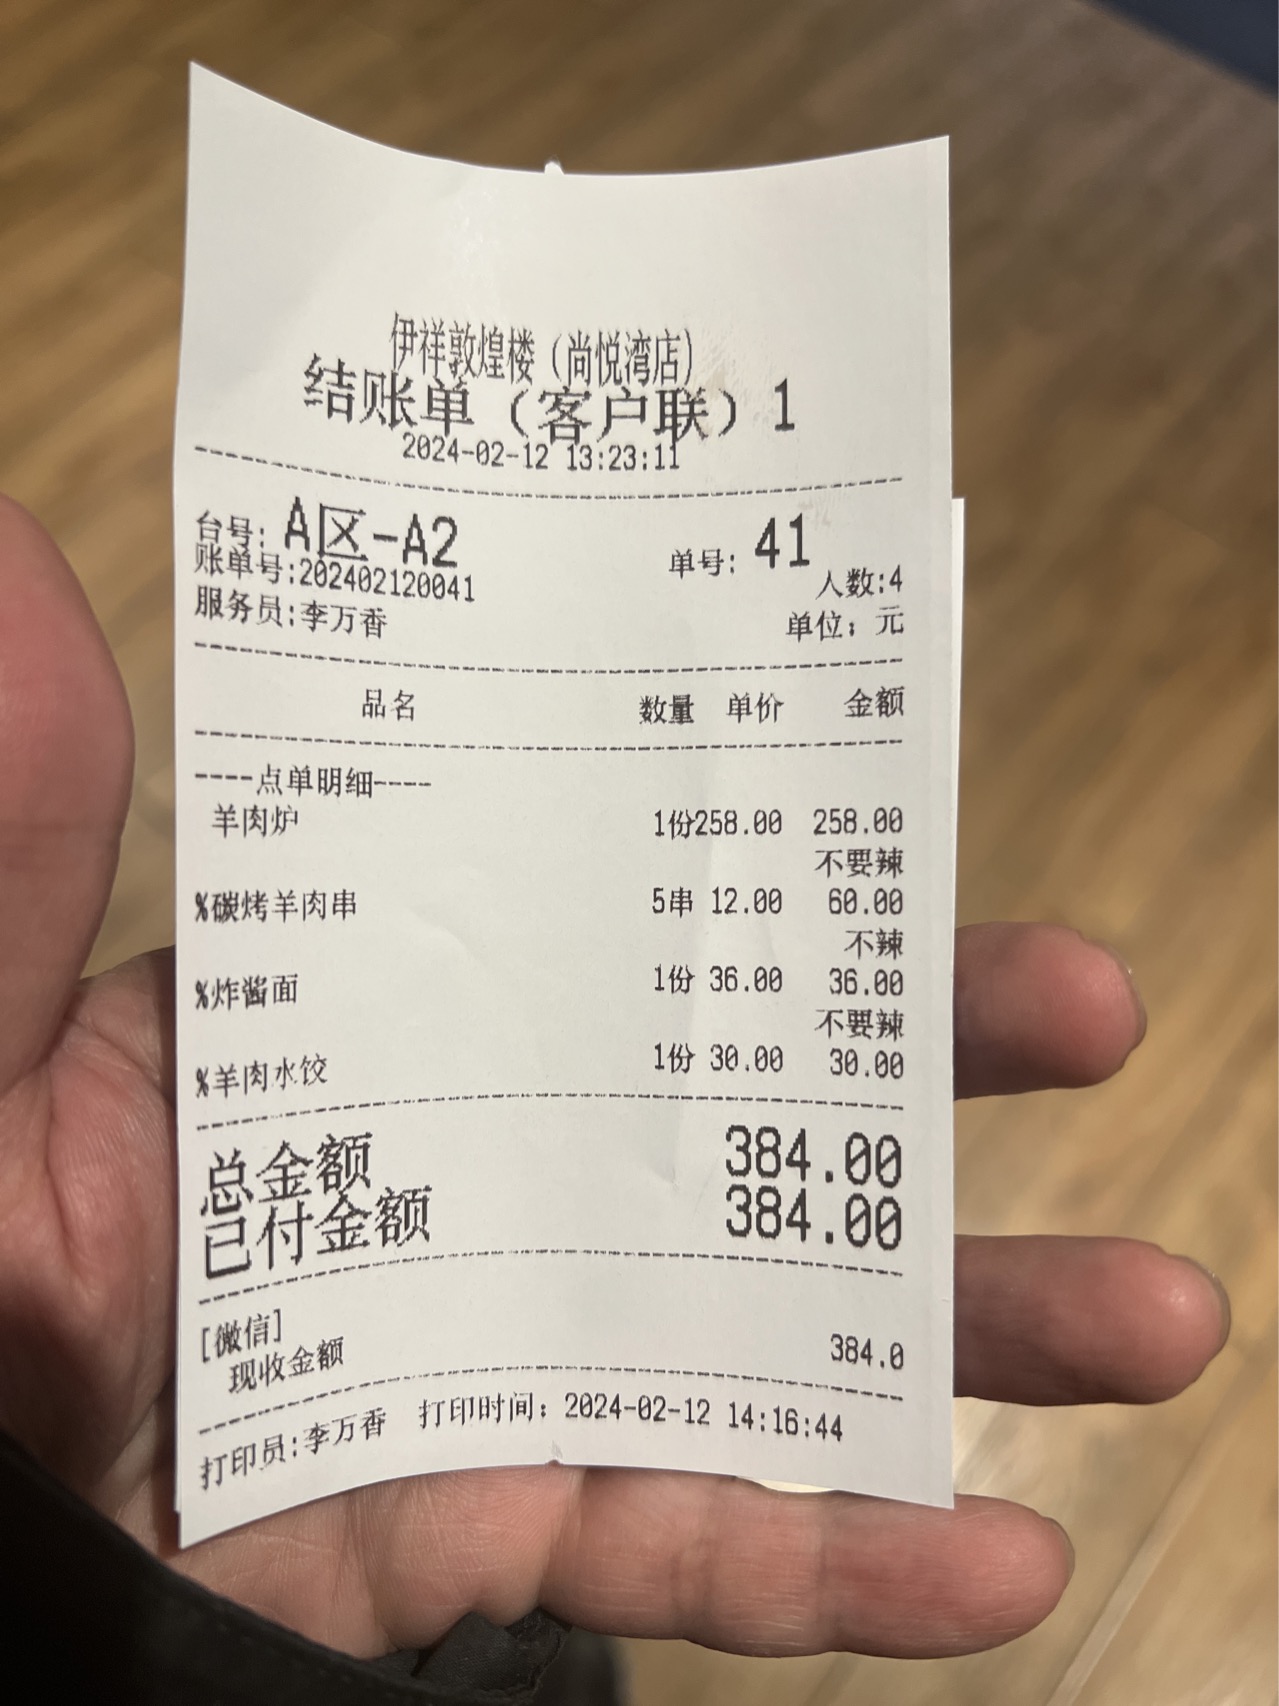 伊祥敦煌楼（尚悦湾店）
结账单（客户联）1
2024-02-12 13:23:11
台号: A区-A2 单号: 41
账单号:202402120041 人数:4
服务员:李万香 单位：元
品名 数量 单价 金额
----点单明细----
羊肉炉 1份258.00 258.00
不要辣
%碳烤羊肉串 5串 12.00 60.00
不辣
%炸酱面 1份 36.00 36.00
不要辣
%羊肉水饺 1份 30.00 30.00
总金额 384.00
已付金额 384.00
[微信]
现收金额 384.0
打印员:李万香 打印时间：2024-02-12 14:16:44